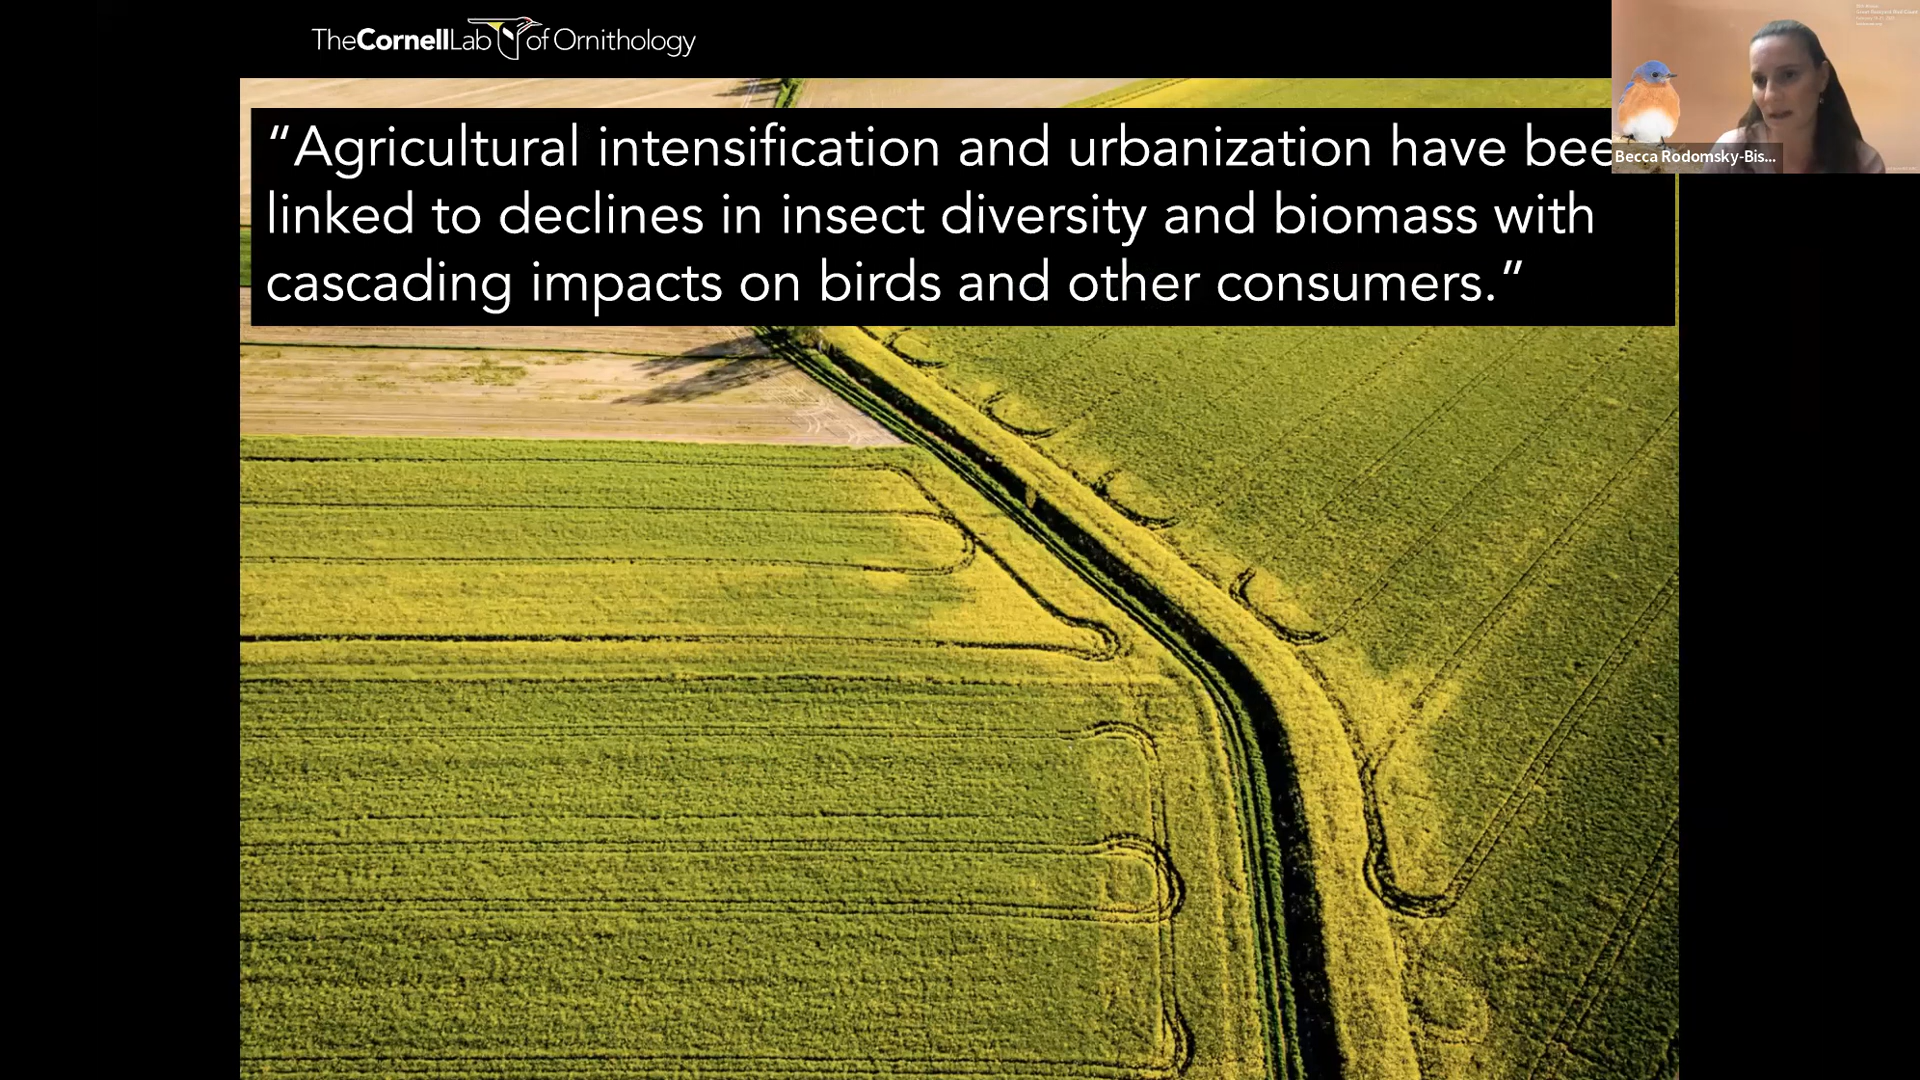 TheCornellLab of Ornithology
“Agricultural intensification and urbanization have bee
linked to declines in insect diversity and biomass with
cascading impacts on birds and other consumers.”
Becca Rodomsky-Bis...